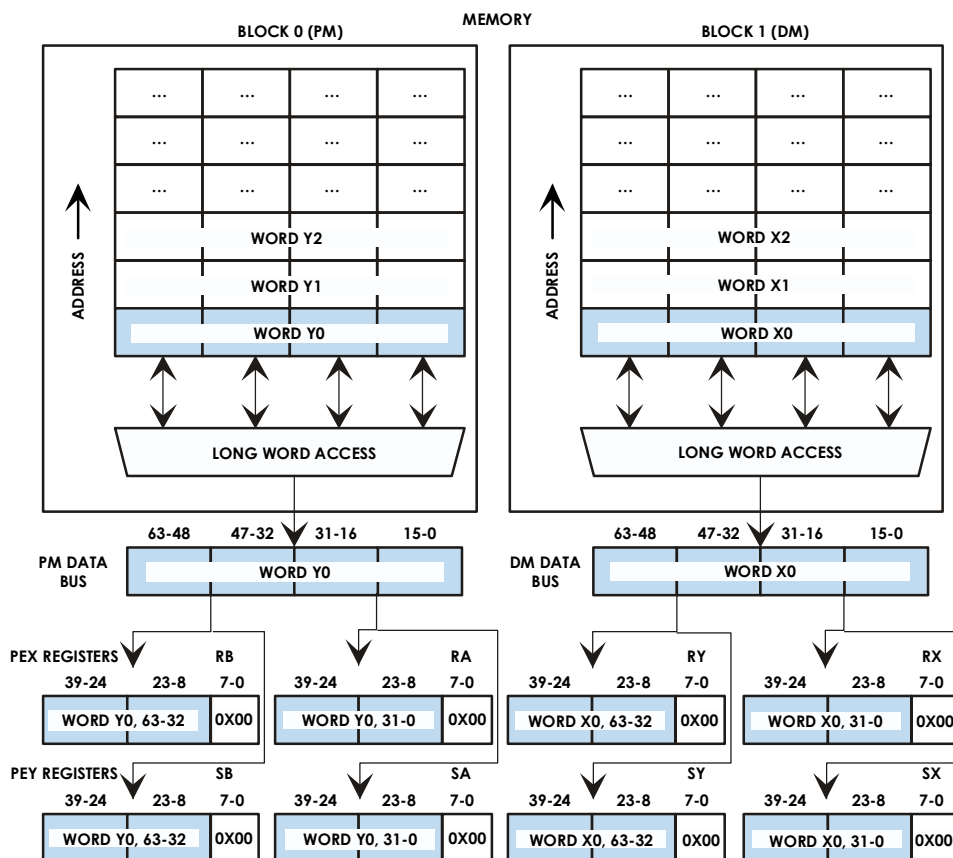 MEMORY
BLOCK 0 (PM) BLOCK 1 (DM)
... ... ... ... ... ... ... ...
... ... ... ... ... ... ... ...
... ... ... ... ... ... ... ...
WORD Y2 WORD X2
ADDRESS ADDRESS
WORD Y1 WORD X1
WORD Y0 WORD X0
LONG WORD ACCESS LONG WORD ACCESS
63-48 47-32 31-16 15-0 63-48 47-32 31-16 15-0
PM DATA BUS WORD Y0 DM DATA BUS WORD X0
PEX REGISTERS RB RA RY RX
39-24 23-8 7-0 39-24 23-8 7-0 39-24 23-8 7-0 39-24 23-8 7-0
WORD Y0, 63-32 0X00 WORD Y0, 31-0 0X00 WORD X0, 63-32 0X00 WORD X0, 31-0 0X00
PEY REGISTERS SB SA SY SX
39-24 23-8 7-0 39-24 23-8 7-0 39-24 23-8 7-0 39-24 23-8 7-0
WORD Y0, 63-32 0X00 WORD Y0, 31-0 0X00 WORD X0, 63-32 0X00 WORD X0, 31-0 0X00